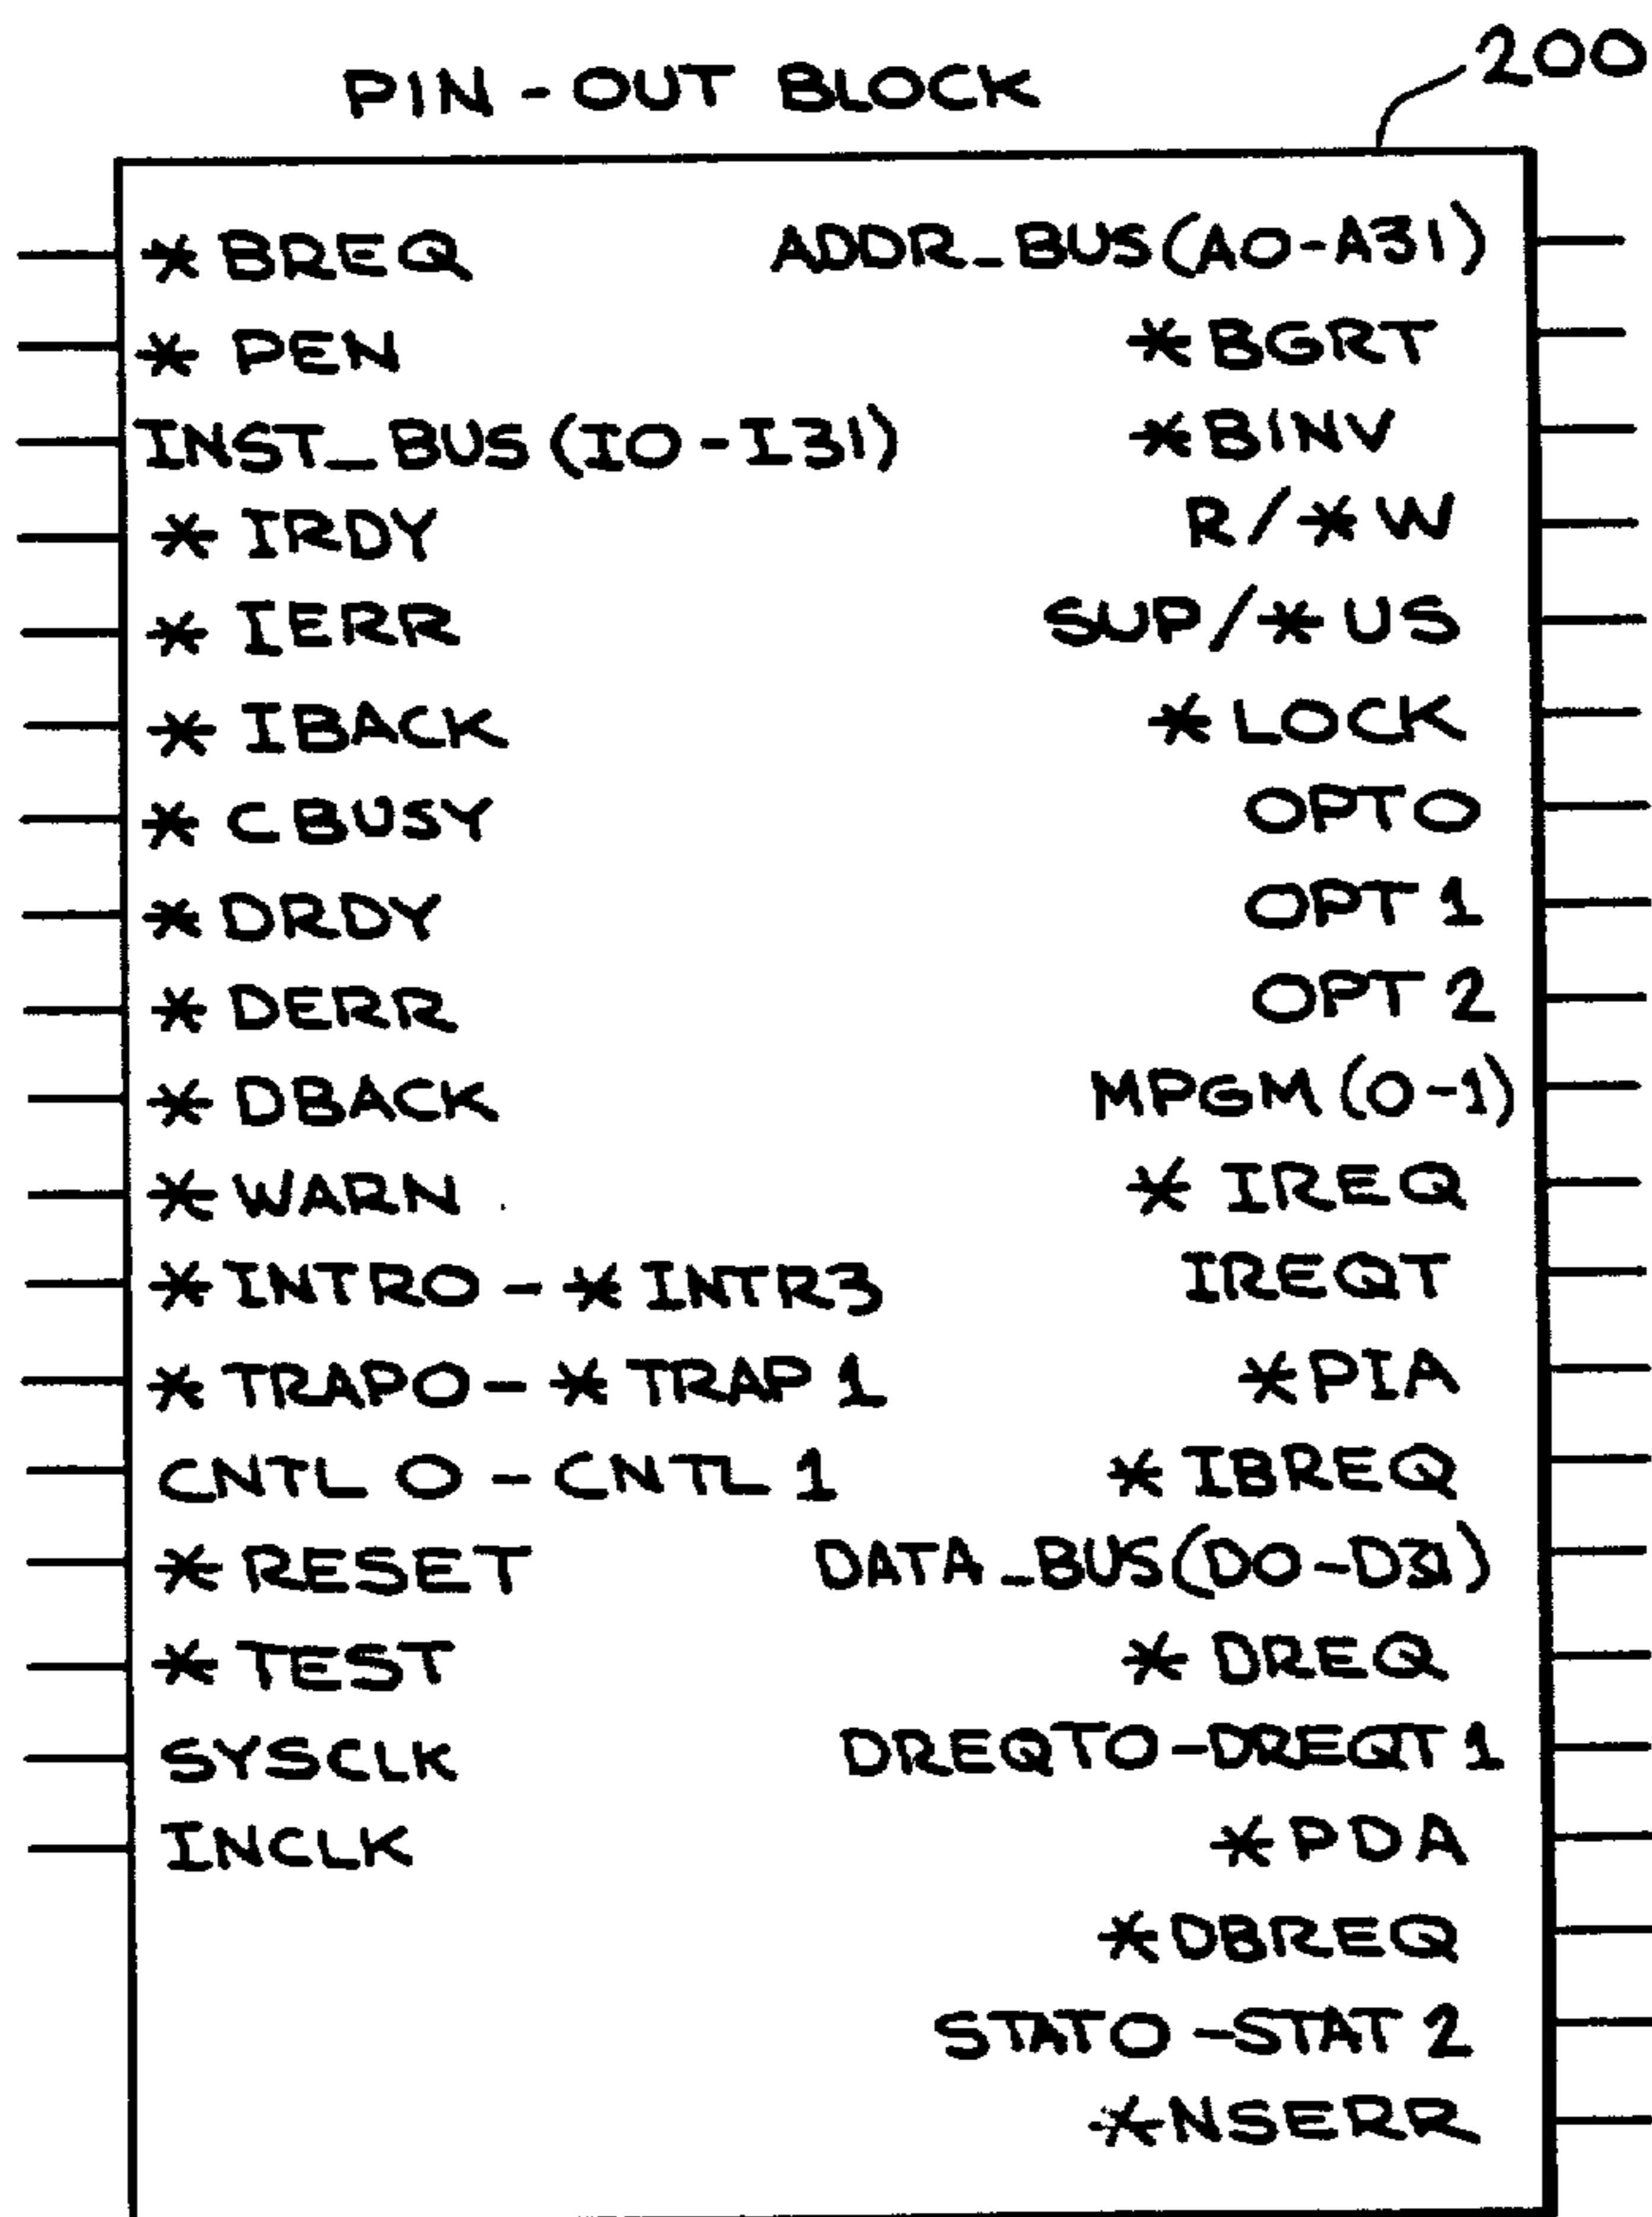 200
PIN-OUT BLOCK
*BREQ ADDR_BUS(A0-A31)
*PEN *BGRT
INST_BUS(I0-I31) *BINV
*IRDY R/*W
*IERR SUP/*US
*IBACK *LOCK
*CBUSY OPT0
*DRDY OPT1
*DERR OPT2
*DBACK MPGM(0-1)
*WARN *IREQ
*INTR0-*INTR3 IREQT
*TRAP0-*TRAP1 *PIA
CNTL0-CNTL1 *IBREQ
*RESET DATA_BUS(D0-D31)
*TEST *DREQ
SYSCLK DREQT0-DREQT1
INCLK *PDA
*DBREQ
STAT0-STAT2
*NSERR